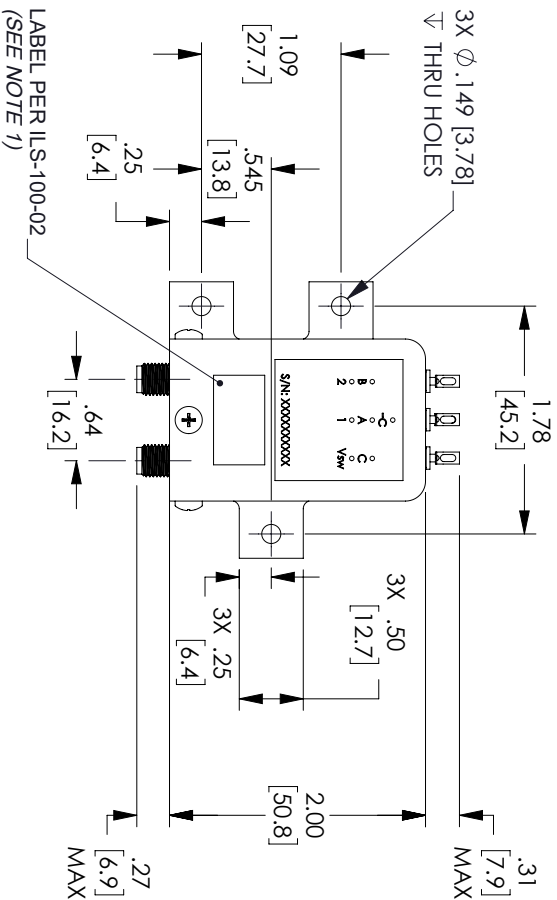 3X Ø .149 [3.78]
↧ THRU HOLES
1.09
[27.7]
.545
[13.8]
.25
[6.4]
LABEL PER ILS-100-02
(SEE NOTE 1)
1.78
[45.2]
-C
B A C
2 1 Vsw
S/N: XXXXXXXXXX
.64
[16.2]
3X .50
[12.7]
3X .25
[6.4]
2.00
[50.8]
.31
[7.9]
MAX
.27
[6.9]
MAX